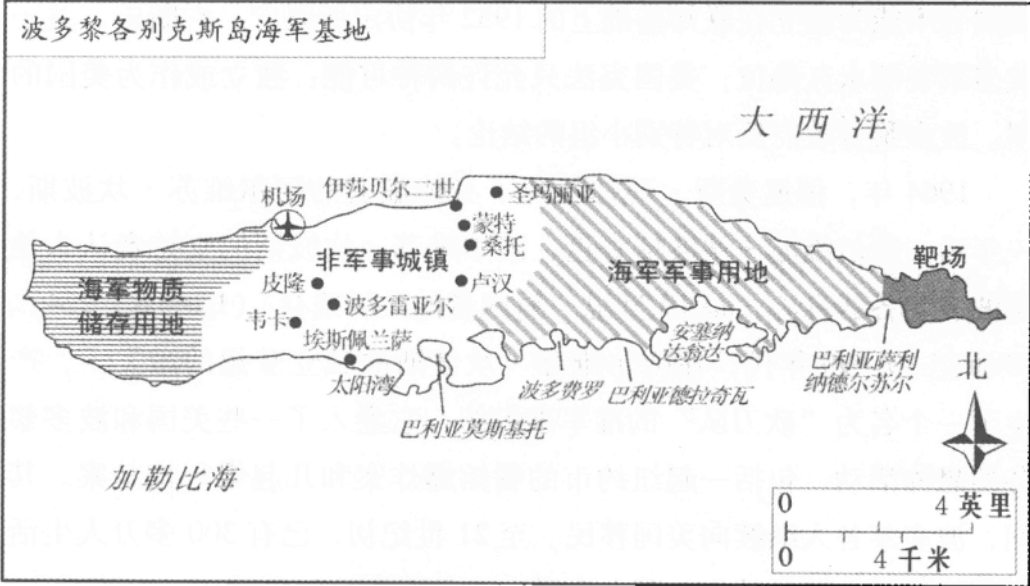 波多黎各别克斯岛海军基地
大西洋
伊莎贝尔二世
圣玛丽亚
机场
蒙特
桑托
非军事城镇
海军军事用地
靶场
海军物质
储存用地
皮隆
卢汉
波多雷亚尔
韦卡
埃斯佩兰萨
安塞纳
达翁达
太阳湾
波多费罗
巴利亚德拉奇瓦
巴利亚萨利
纳德尔苏尔
巴利亚莫斯基托
北
加勒比海
0 4 英里
0 4 千米